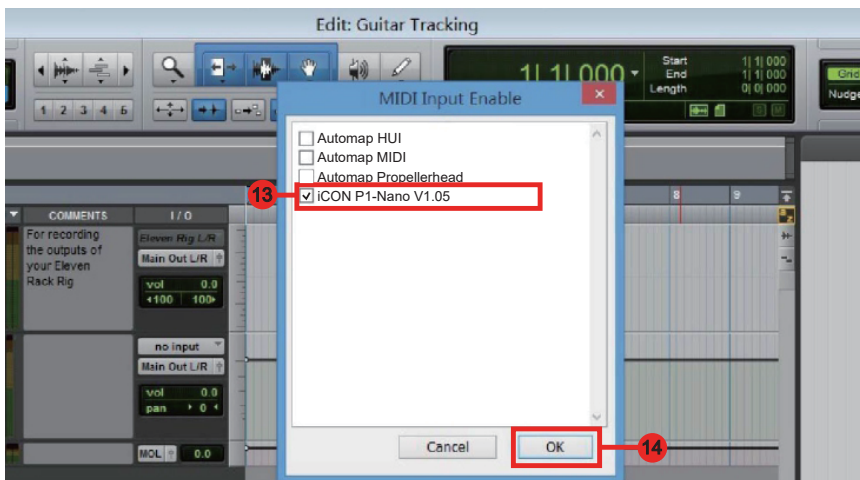 Edit: Guitar Tracking
1 2 3 4 5
1| 1| 000
Start 1| 1| 000
End 1| 1| 000
Length 0| 0| 000
Grid
Nudge
MIDI Input Enable
Automap HUI
Automap MIDI
Automap Propellerhead
13
iCON P1-Nano V1.05
8 9
COMMENTS I / O
For recording
the outputs of
your Eleven
Rack Rig
Eleven Rig L/R
Main Out L/R
vol 0.0
100 100
no input
Main Out L/R
vol 0.0
pan 0
MOL 0.0
Cancel
OK
14